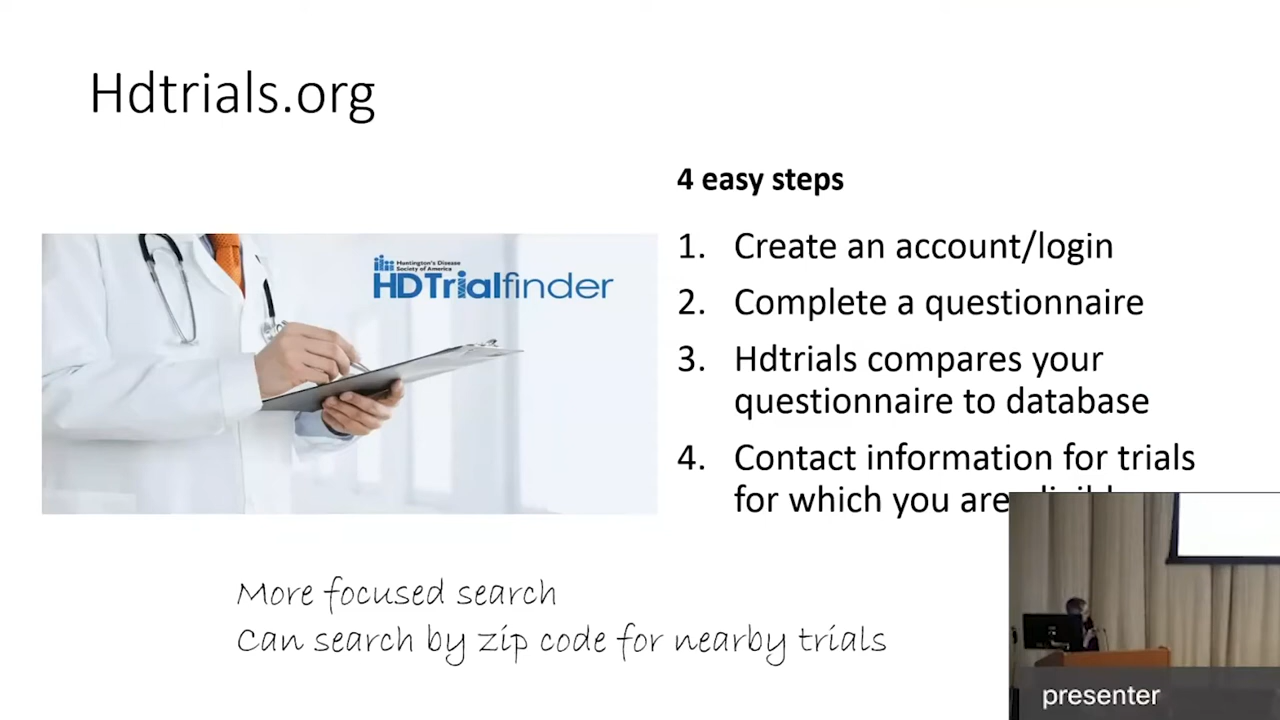 Hdtrials.org
4 easy steps
1. Create an account/login
2. Complete a questionnaire
3. Hdtrials compares your
questionnaire to database
4. Contact information for trials
for which you are
Huntington's Disease
Society of America
HDTrialfinder
More focused search
Can search by zip code for nearby trials
presenter